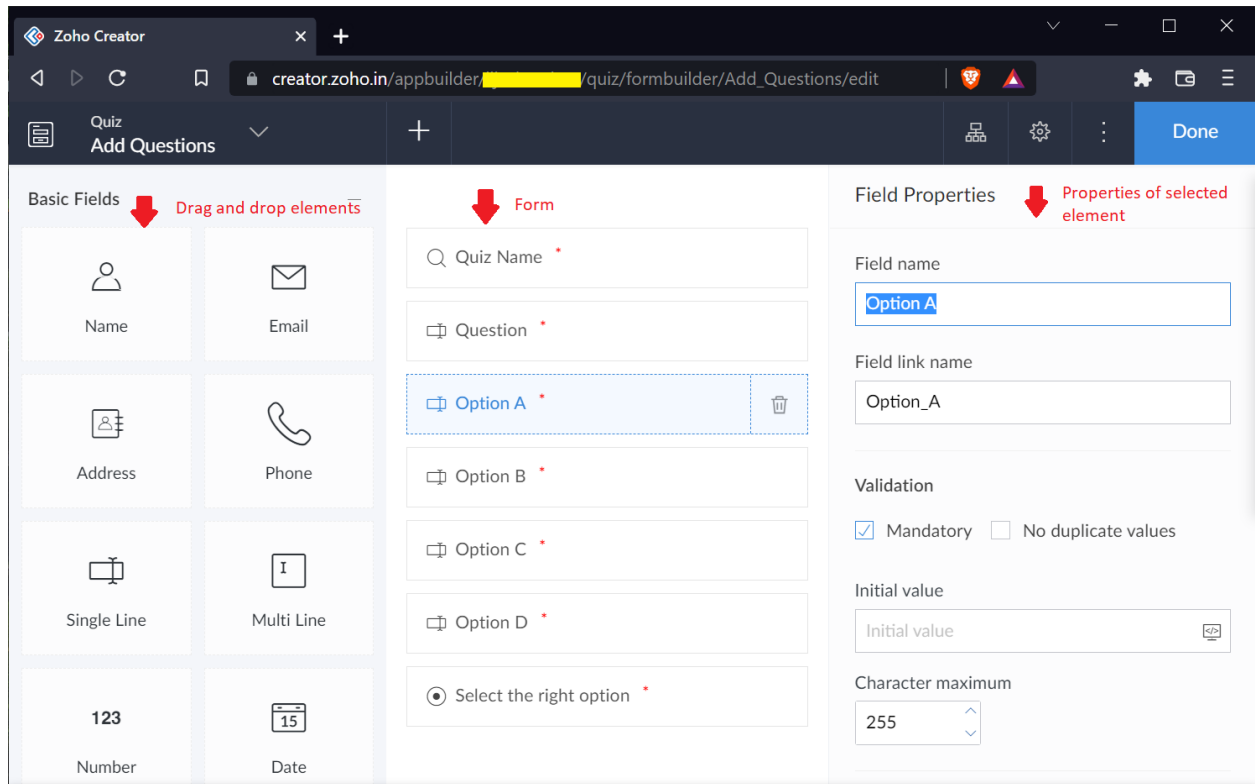 Zoho Creator
creator.zoho.in/appbuilder/ /quiz/formbuilder/Add_Questions/edit
Quiz
Add Questions
Done
Basic Fields
Drag and drop elements
Name
Email
Address
Phone
Single Line
Multi Line
123
Number
15
Date
Form
Quiz Name *
Question *
Option A *
Option B *
Option C *
Option D *
Select the right option *
Field Properties
Properties of selected
element
Field name
Option A
Field link name
Option_A
Validation
Mandatory
No duplicate values
Initial value
Initial value
Character maximum
255